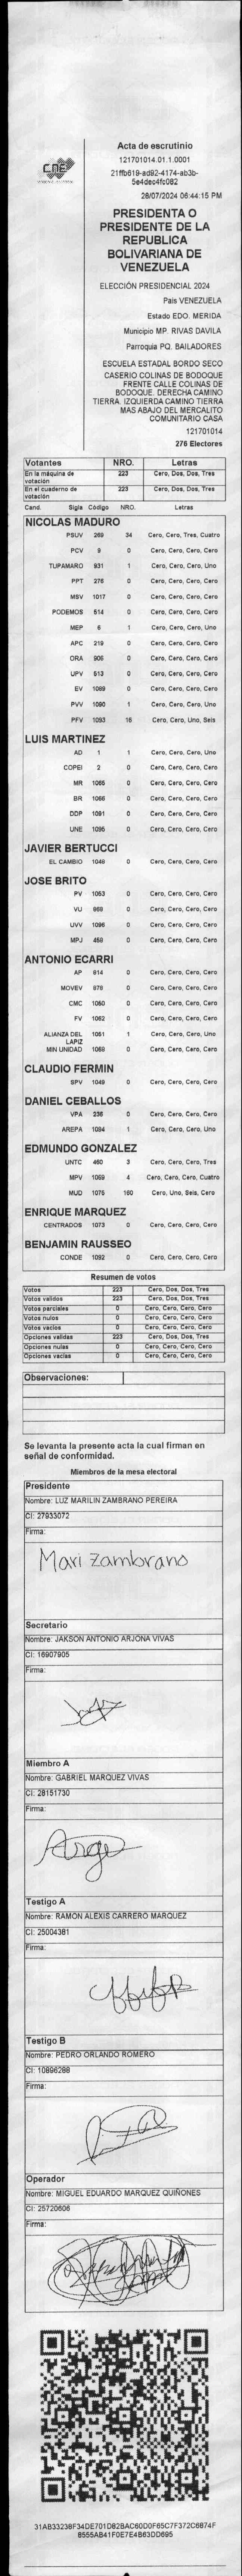 CNE
Acta de escrutinio
121701014.01.1.0001
21ffb619-ad92-4174-ab3b-
5e4dec4fc082
28/07/2024 06:44:15 PM
PRESIDENTA O
PRESIDENTE DE LA
REPUBLICA
BOLIVARIANA DE
VENEZUELA
ELECCIÓN PRESIDENCIAL 2024
País VENEZUELA
Estado EDO. MERIDA
Municipio MP. RIVAS DAVILA
Parroquia PQ. BAILADORES
ESCUELA ESTADAL BORDO SECO
CASERIO COLINAS DE BODOQUE
FRENTE CALLE COLINAS DE
BODOQUE. DERECHA CAMINO
TIERRA. IZQUIERDA CAMINO TIERRA
MAS ABAJO DEL MERCALITO
COMUNITARIO CASA
121701014
276 Electores
Votantes NRO. Letras
En la máquina de votación 223 Cero, Dos, Dos, Tres
En el cuaderno de votación 223 Cero, Dos, Dos, Tres
Cand. Sigla Código NRO. Letras
NICOLAS MADURO
PSUV 269 34 Cero, Cero, Tres, Cuatro
PCV 9 0 Cero, Cero, Cero, Cero
TUPAMARO 931 1 Cero, Cero, Cero, Uno
PPT 276 0 Cero, Cero, Cero, Cero
MSV 1017 0 Cero, Cero, Cero, Cero
PODEMOS 514 0 Cero, Cero, Cero, Cero
MEP 6 1 Cero, Cero, Cero, Uno
APC 219 0 Cero, Cero, Cero, Cero
ORA 906 0 Cero, Cero, Cero, Cero
UPV 513 0 Cero, Cero, Cero, Cero
EV 1089 0 Cero, Cero, Cero, Cero
PVV 1090 1 Cero, Cero, Cero, Uno
PFV 1093 16 Cero, Cero, Uno, Seis
LUIS MARTINEZ
AD 1 1 Cero, Cero, Cero, Uno
COPEI 2 0 Cero, Cero, Cero, Cero
MR 1065 0 Cero, Cero, Cero, Cero
BR 1066 0 Cero, Cero, Cero, Cero
DDP 1091 0 Cero, Cero, Cero, Cero
UNE 1095 0 Cero, Cero, Cero, Cero
JAVIER BERTUCCI
EL CAMBIO 1048 0 Cero, Cero, Cero, Cero
JOSE BRITO
PV 1053 0 Cero, Cero, Cero, Cero
VU 0 Cero, Cero, Cero, Cero
UVV 1096 0 Cero, Cero, Cero, Cero
MPJ 458 0 Cero, Cero, Cero, Cero
ANTONIO ECARRI
AP 814 0 Cero, Cero, Cero, Cero
MOVEV 878 0 Cero, Cero, Cero, Cero
CMC 1050 0 Cero, Cero, Cero, Cero
FV 1062 0 Cero, Cero, Cero, Cero
ALIANZA DEL LAPIZ 1051 1 Cero, Cero, Cero, Uno
MIN UNIDAD 1069 0 Cero, Cero, Cero, Cero
CLAUDIO FERMIN
SPV 1049 0 Cero, Cero, Cero, Cero
DANIEL CEBALLOS
VPA 236 0 Cero, Cero, Cero, Cero
AREPA 1094 1 Cero, Cero, Cero, Uno
EDMUNDO GONZALEZ
UNTC 460 3 Cero, Cero, Cero, Tres
MPV 1059 4 Cero, Cero, Cero, Cuatro
MUD 1075 160 Cero, Uno, Seis, Cero
ENRIQUE MARQUEZ
CENTRADOS 1073 0 Cero, Cero, Cero, Cero
BENJAMIN RAUSSEO
CONDE 1092 0 Cero, Cero, Cero, Cero
Resumen de votos
Votos 223 Cero, Dos, Dos, Tres
Votos validos 223 Cero, Dos, Dos, Tres
Votos parciales 0 Cero, Cero, Cero, Cero
Votos nulos 0 Cero, Cero, Cero, Cero
Votos vacios 0 Cero, Cero, Cero, Cero
Opciones validas 223 Cero, Dos, Dos, Tres
Opciones nulas 0 Cero, Cero, Cero, Cero
Opciones vacias 0 Cero, Cero, Cero, Cero
Observaciones:
Se levanta la presente acta la cual firman en
señal de conformidad.
Miembros de la mesa electoral
Presidente
Nombre: LUZ MARILIN ZAMBRANO PEREIRA
CI: 27933072
Firma:
Mari Zambrano
Secretario
Nombre: JAKSON ANTONIO ARJONA VIVAS
CI: 16907905
Firma:
Miembro A
Nombre: GABRIEL MARQUEZ VIVAS
CI: 28151730
Firma:
Testigo A
Nombre: RAMON ALEXIS CARRERO MARQUEZ
CI: 25004381
Firma:
Testigo B
Nombre: PEDRO ORLANDO ROMERO
CI: 10896288
Firma:
Operador
Nombre: MIGUEL EDUARDO MARQUEZ QUIÑONES
CI: 25720606
Firma:
31AB33238F34DE701D82BAC60D0F65C7F372C6874F
8555AB41F0E7E4B63DD695